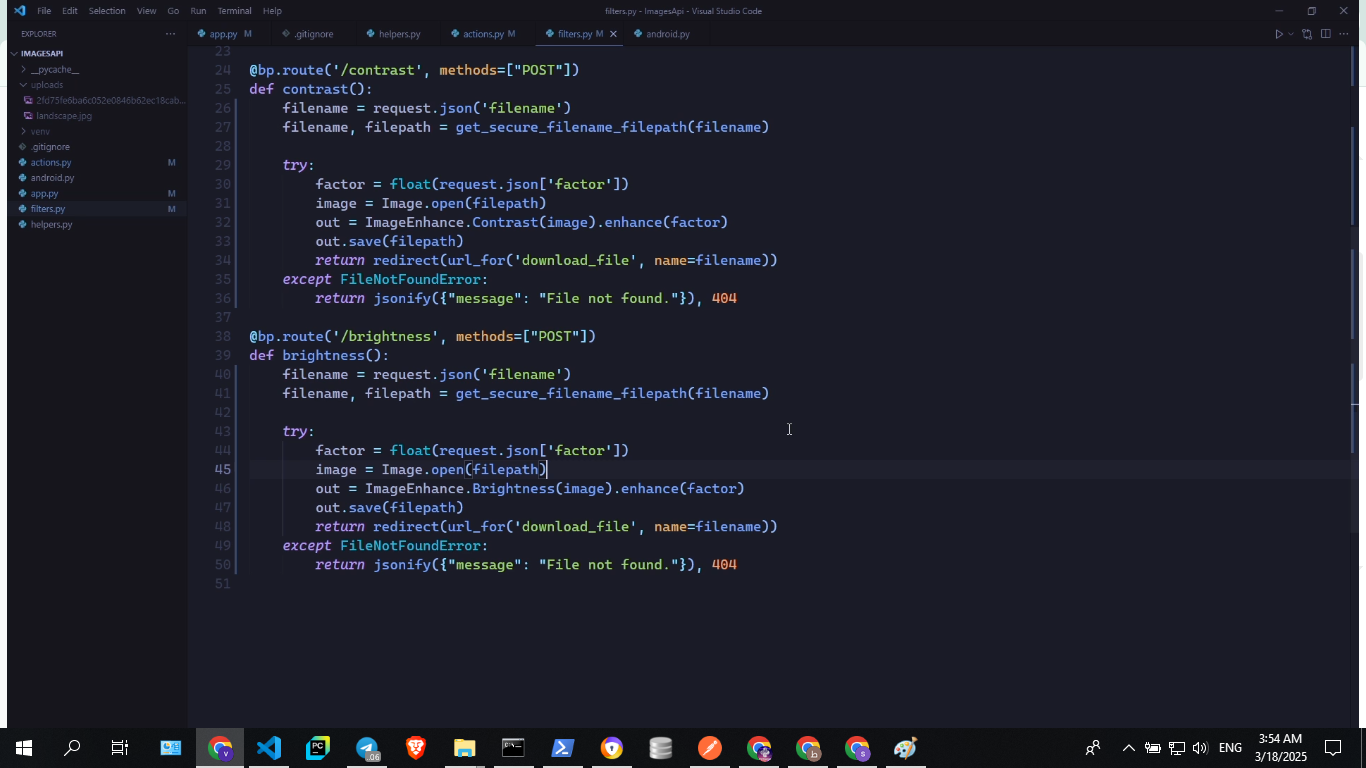 File Edit Selection View Go Run Terminal Help
filters.py - ImagesApi - Visual Studio Code
EXPLORER
app.py M
.gitignore
helpers.py
actions.py M
filters.py M
android.py
IMAGESAPI
__pycache__
uploads
2fd75fe6ba6c052e0846b62ec18cab...
landscape.jpg
venv
.gitignore
actions.py M
android.py
app.py M
filters.py M
helpers.py
23
24 @bp.route('/contrast', methods=["POST"])
25 def contrast():
26 filename = request.json('filename')
27 filename, filepath = get_secure_filename_filepath(filename)
28
29 try:
30 factor = float(request.json['factor'])
31 image = Image.open(filepath)
32 out = ImageEnhance.Contrast(image).enhance(factor)
33 out.save(filepath)
34 return redirect(url_for('download_file', name=filename))
35 except FileNotFoundError:
36 return jsonify({"message": "File not found."}), 404
37
38 @bp.route('/brightness', methods=["POST"])
39 def brightness():
40 filename = request.json('filename')
41 filename, filepath = get_secure_filename_filepath(filename)
42
43 try:
44 factor = float(request.json['factor'])
45 image = Image.open(filepath)
46 out = ImageEnhance.Brightness(image).enhance(factor)
47 out.save(filepath)
48 return redirect(url_for('download_file', name=filename))
49 except FileNotFoundError:
50 return jsonify({"message": "File not found."}), 404
51
ENG
3:54 AM
3/18/2025